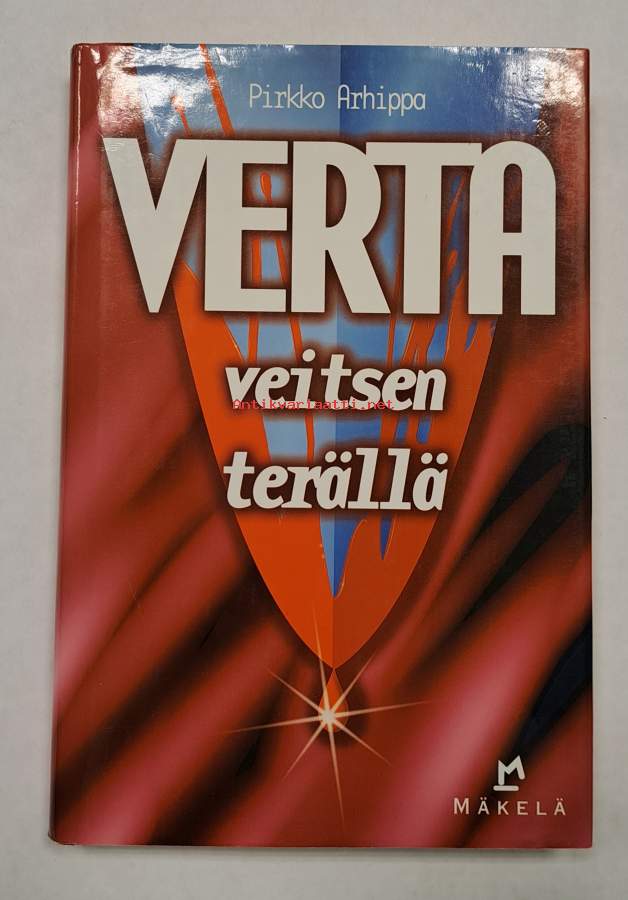 Pirkko Arhippa
VERTA
veitsen
Antikvariaatti.net
terällä
M
MÄKELÄ